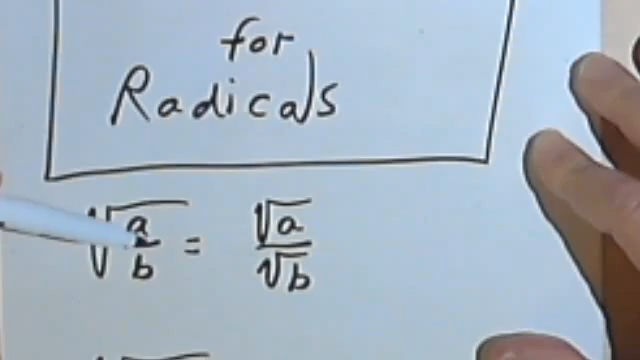 for
Radicals
√(a/b) = √a/√b